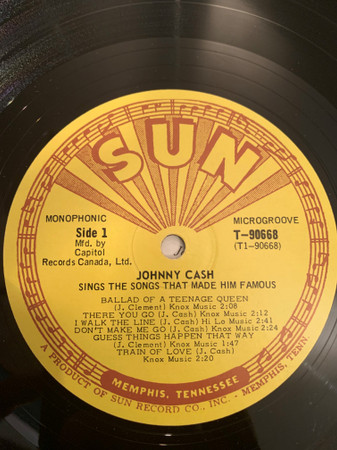 SUN
MONOPHONIC
Side 1
Mfd. by
Capitol
Records Canada, Ltd.
MICROGROOVE
T-90668
(T1-90668)
JOHNNY CASH
SINGS THE SONGS THAT MADE HIM FAMOUS
BALLAD OF A TEENAGE QUEEN
(J. Clement) Knox Music 2:08
THERE YOU GO (J. Cash) Knox Music 2:12
I WALK THE LINE (J. Cash) Hi Lo Music 2:41
DON'T MAKE ME GO (J. Cash) Knox Music 2:24
GUESS THINGS HAPPEN THAT WAY
(J. Clement) Knox Music 1:47
TRAIN OF LOVE (J. Cash)
Knox Music 2:20
MEMPHIS, TENNESSEE
A PRODUCT OF SUN RECORD CO., INC. - MEMPHIS, TENN